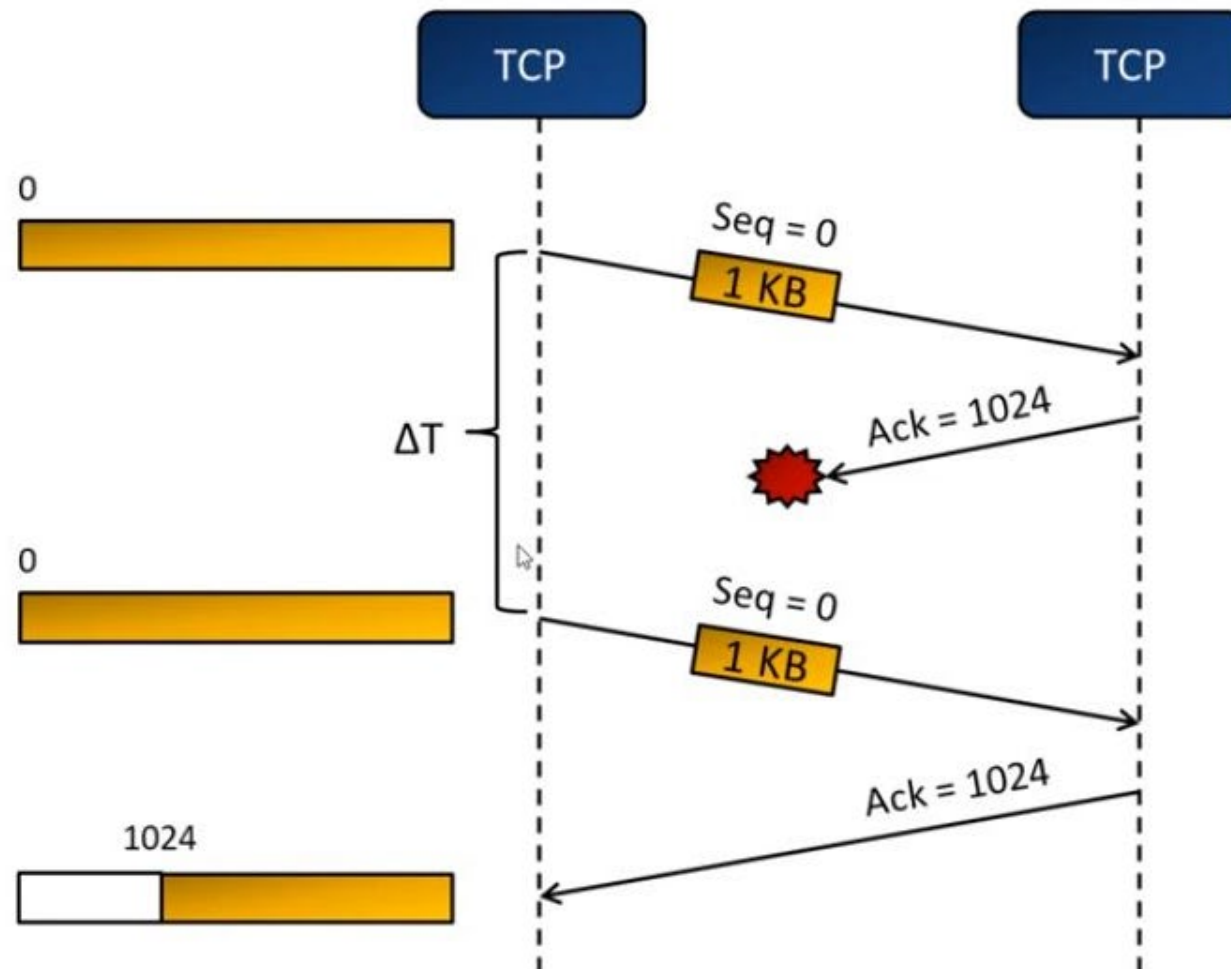 TCP
TCP
0
Seq = 0
1 KB
Ack = 1024
ΔT
0
Seq = 0
1 KB
Ack = 1024
1024